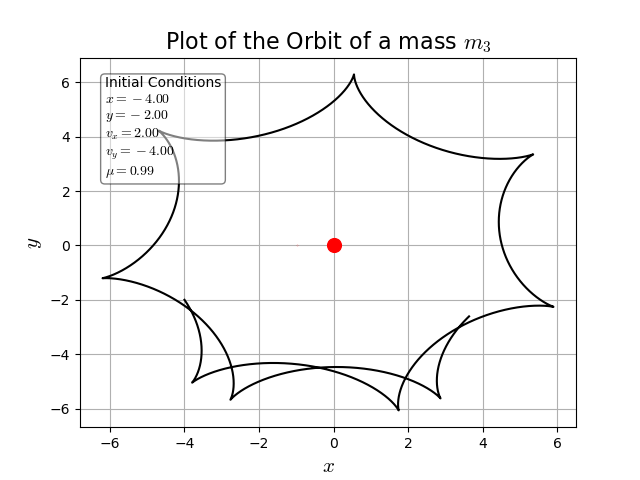 Plot of the Orbit of a mass m₃
Initial Conditions
x = −4.00
y = −2.00
vₓ = 2.00
v_y = −4.00
μ = 0.99
y
6
4
2
0
−2
−4
−6
−6 −4 −2 0 2 4 6
x